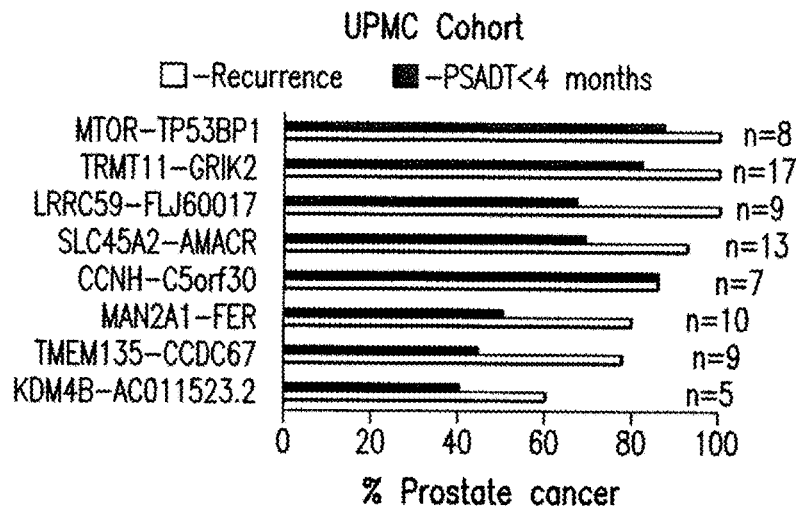 UPMC Cohort
-Recurrence -PSADT<4 months
MTOR-TP53BP1 n=8
TRMT11-GRIK2 n=17
LRRC59-FLJ60017 n=9
SLC45A2-AMACR n=13
CCNH-C5orf30 n=7
MAN2A1-FER n=10
TMEM135-CCDC67 n=9
KDM4B-AC011523.2 n=5
0 20 40 60 80 100
% Prostate cancer